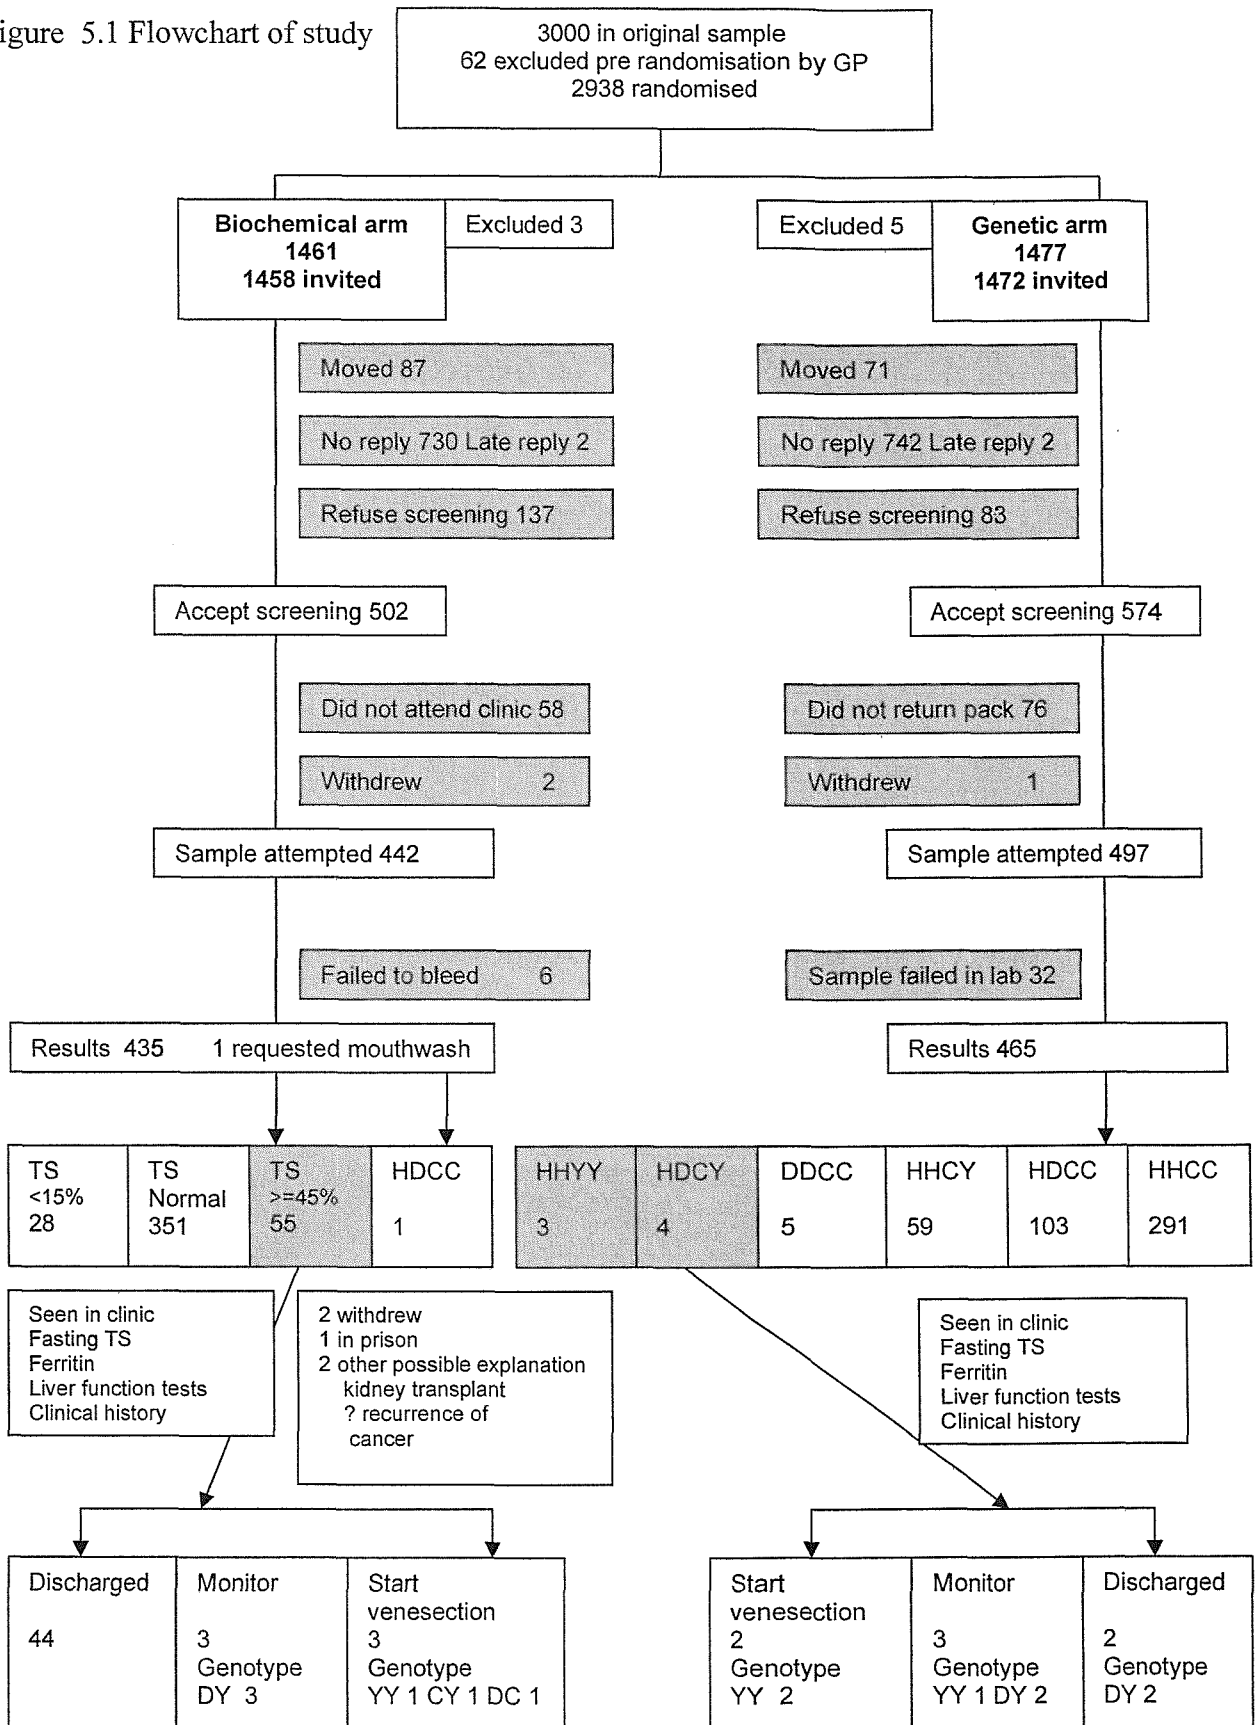 igure 5.1 Flowchart of study
3000 in original sample
62 excluded pre randomisation by GP
2938 randomised
Biochemical arm
1461
1458 invited
Excluded 3
Excluded 5
Genetic arm
1477
1472 invited
Moved 87
Moved 71
No reply 730 Late reply 2
No reply 742 Late reply 2
Refuse screening 137
Refuse screening 83
Accept screening 502
Accept screening 574
Did not attend clinic 58
Did not return pack 76
Withdrew 2
Withdrew 1
Sample attempted 442
Sample attempted 497
Failed to bleed 6
Sample failed in lab 32
Results 435 1 requested mouthwash
Results 465
TS
<15%
28
TS
Normal
351
TS
>=45%
55
HDCC
1
HHYY
3
HDCY
4
DDCC
5
HHCY
59
HDCC
103
HHCC
291
Seen in clinic
Fasting TS
Ferritin
Liver function tests
Clinical history
2 withdrew
1 in prison
2 other possible explanation
kidney transplant
? recurrence of
cancer
Seen in clinic
Fasting TS
Ferritin
Liver function tests
Clinical history
Discharged
44
Monitor
3
Genotype
DY 3
Start
venesection
3
Genotype
YY 1 CY 1 DC 1
Start
venesection
2
Genotype
YY 2
Monitor
3
Genotype
YY 1 DY 2
Discharged
2
Genotype
DY 2